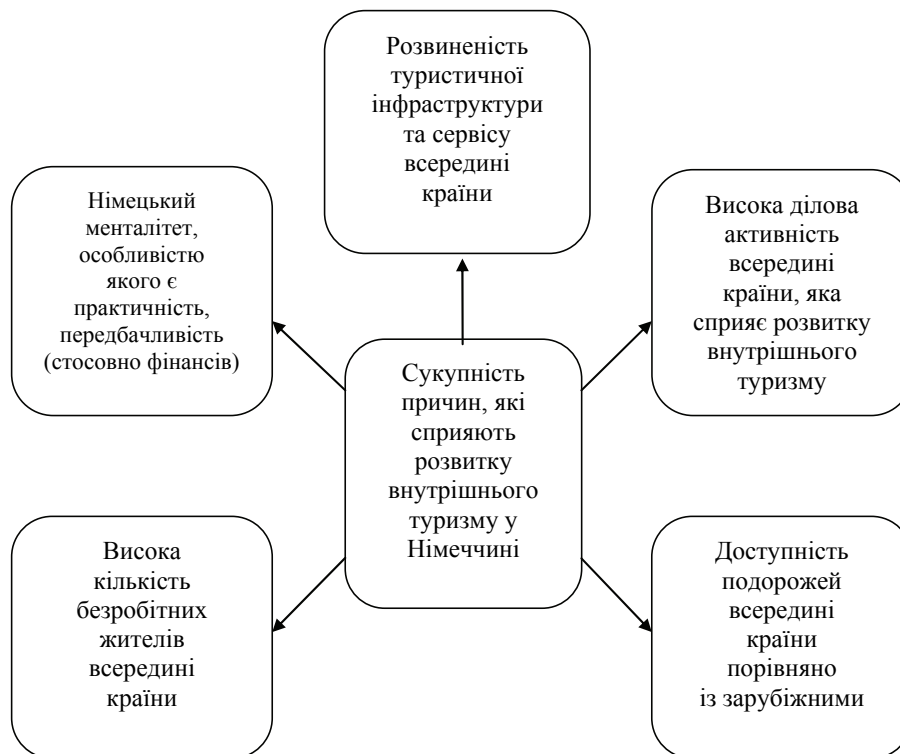 Розвиненість
туристичної
інфраструктури
та сервісу
всередині
країни
Німецький
менталітет,
особливістю
якого є
практичність,
передбачливість
(стосовно фінансів)
Висока ділова
активність
всередині
країни, яка
сприяє розвитку
внутрішнього
туризму
Сукупність
причин, які
сприяють
розвитку
внутрішнього
туризму у
Німеччині
Висока
кількість
безробітних
жителів
всередині
країни
Доступність
подорожей
всередині
країни
порівняно
із зарубіжними